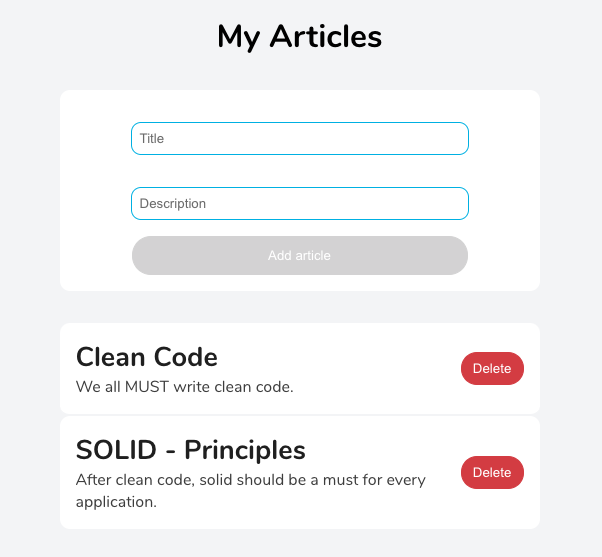 My Articles
Title
Description
Add article
Clean Code
We all MUST write clean code.
Delete
SOLID - Principles
After clean code, solid should be a must for every
application.
Delete